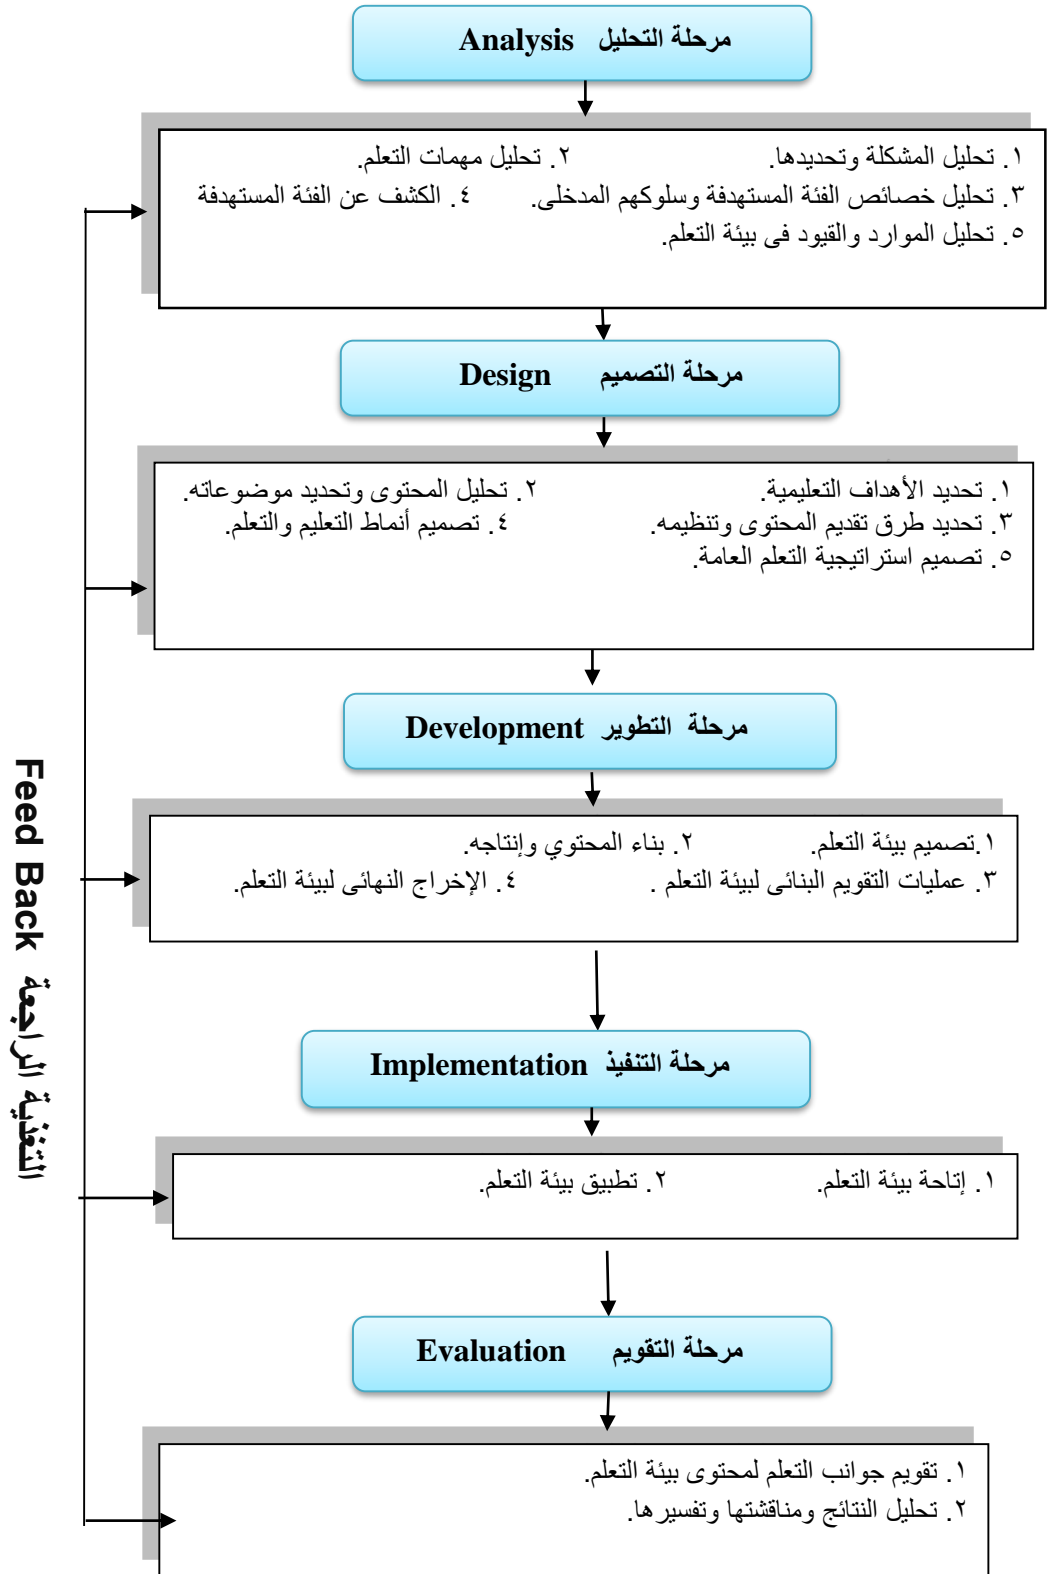 مرحلة التحليل Analysis
١. تحليل المشكلة وتحديدها. ٢. تحليل مهمات التعلم.
٣. تحليل خصائص الفئة المستهدفة وسلوكهم المدخلى. ٤. الكشف عن الفئة المستهدفة
٥. تحليل الموارد والقيود فى بيئة التعلم.
مرحلة التصميم Design
١. تحديد الأهداف التعليمية. ٢. تحليل المحتوى وتحديد موضوعاته.
٣. تحديد طرق تقديم المحتوى وتنظيمه. ٤. تصميم أنماط التعليم والتعلم.
٥. تصميم استراتيجية التعلم العامة.
مرحلة التطوير Development
١.تصميم بيئة التعلم. ٢. بناء المحتوي وإنتاجه.
٣. عمليات التقويم البنائى لبيئة التعلم . ٤. الإخراج النهائى لبيئة التعلم.
مرحلة التنفيذ Implementation
١. إتاحة بيئة التعلم. ٢. تطبيق بيئة التعلم.
مرحلة التقويم Evaluation
١. تقويم جوانب التعلم لمحتوى بيئة التعلم.
٢. تحليل النتائج ومناقشتها وتفسيرها.
Feed Back التغذية الراجعة